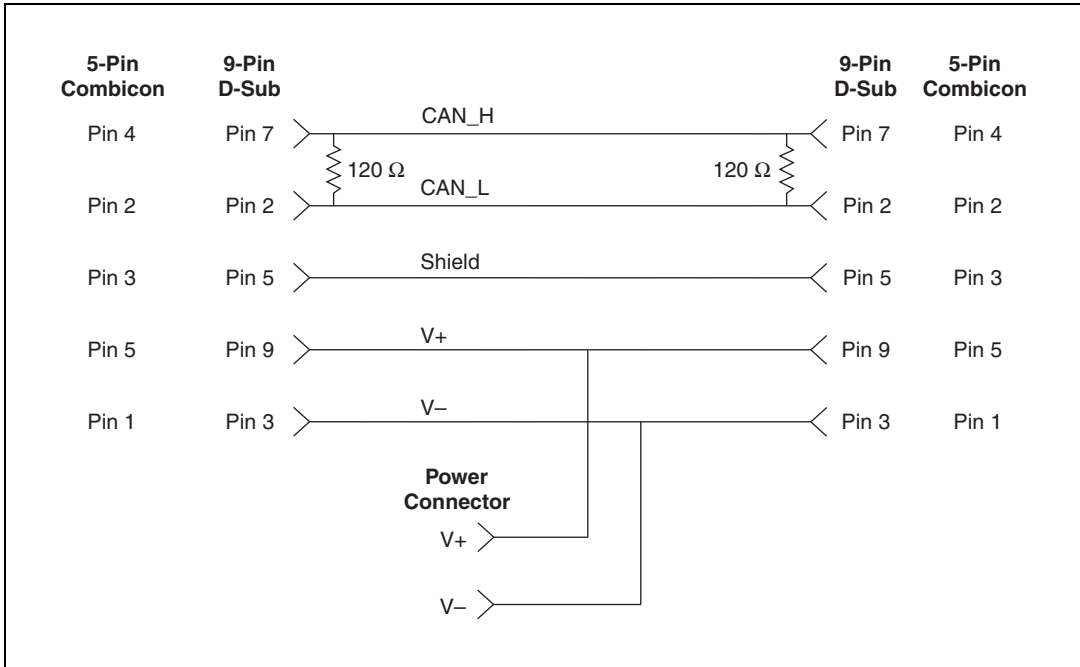 5-Pin Combicon
9-Pin D-Sub
9-Pin D-Sub
5-Pin Combicon
CAN_H
Pin 4 Pin 7 Pin 7 Pin 4
120 Ω 120 Ω
CAN_L
Pin 2 Pin 2 Pin 2 Pin 2
Shield
Pin 3 Pin 5 Pin 5 Pin 3
V+
Pin 5 Pin 9 Pin 9 Pin 5
V–
Pin 1 Pin 3 Pin 3 Pin 1
Power
Connector
V+
V–